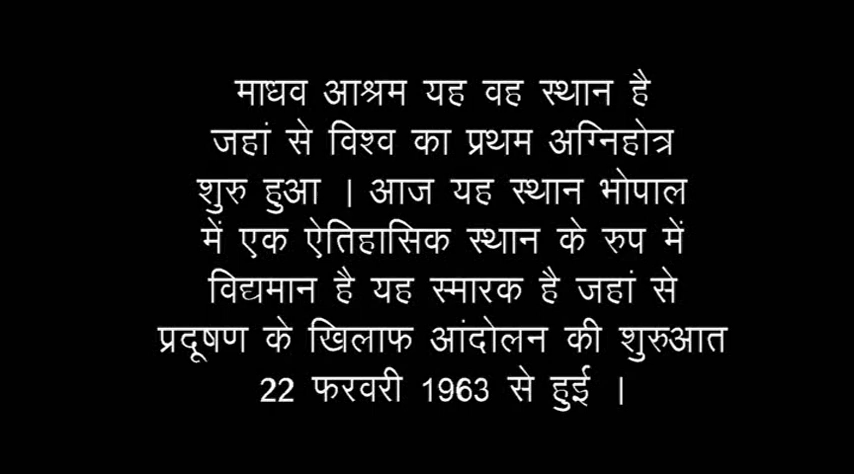 माधव आश्रम यह वह स्थान है
जहां से विश्व का प्रथम अग्निहोत्र
शुरु हुआ । आज यह स्थान भोपाल
में एक ऐतिहासिक स्थान के रुप में
विद्यमान है यह स्मारक है जहां से
प्रदूषण के खिलाफ आंदोलन की शुरुआत
22 फरवरी 1963 से हुई ।